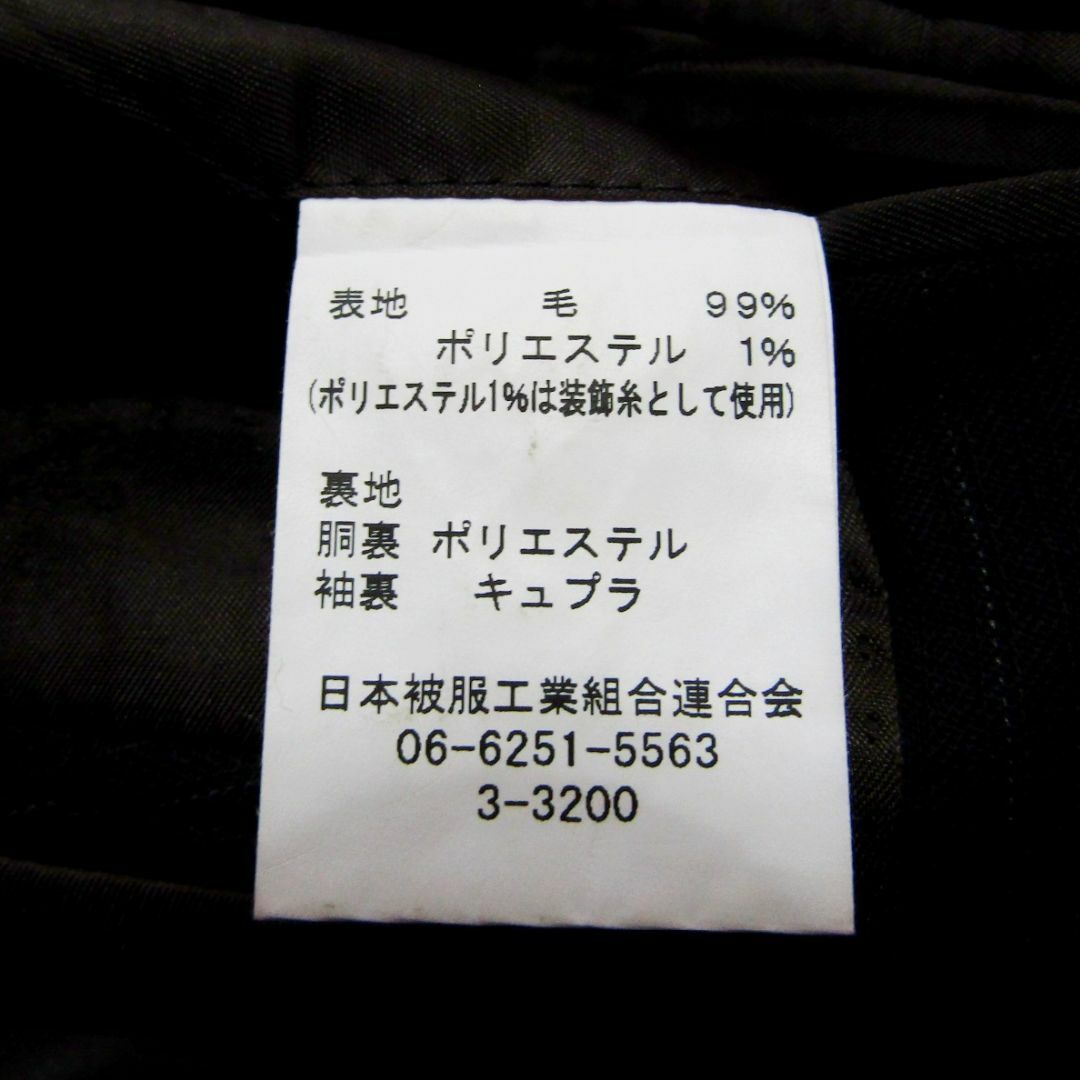 表地 毛 99%
ポリエステル 1%
(ポリエステル1%は装飾糸として使用)
裏地
胴裏 ポリエステル
袖裏 キュプラ
日本被服工業組合連合会
06-6251-5563
3-3200